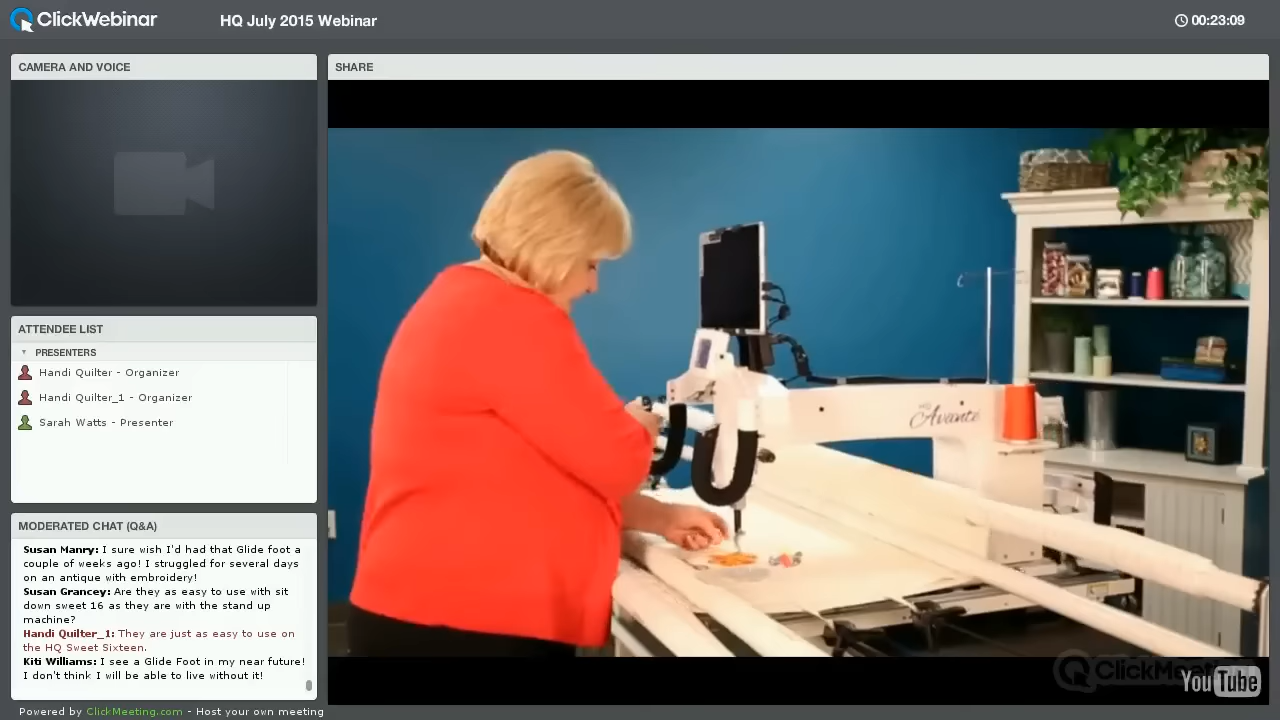 ClickWebinar
HQ July 2015 Webinar
00:23:09
CAMERA AND VOICE
SHARE
ATTENDEE LIST
PRESENTERS
Handi Quilter - Organizer
Handi Quilter_1 - Organizer
Sarah Watts - Presenter
MODERATED CHAT (Q&A)
Susan Manry: I sure wish I'd had that Glide foot a
couple of weeks ago! I struggled for several days
on an antique with embroidery!
Susan Grancey: Are they as easy to use with sit
down sweet 16 as they are with the stand up
machine?
Handi Quilter_1: They are just as easy to use on
the HQ Sweet Sixteen.
Kiti Williams: I see a Glide Foot in my near future!
I don't think I will be able to live without it!
HQ
Avanté
ClickMeeting
YouTube
Powered by ClickMeeting.com - Host your own meeting